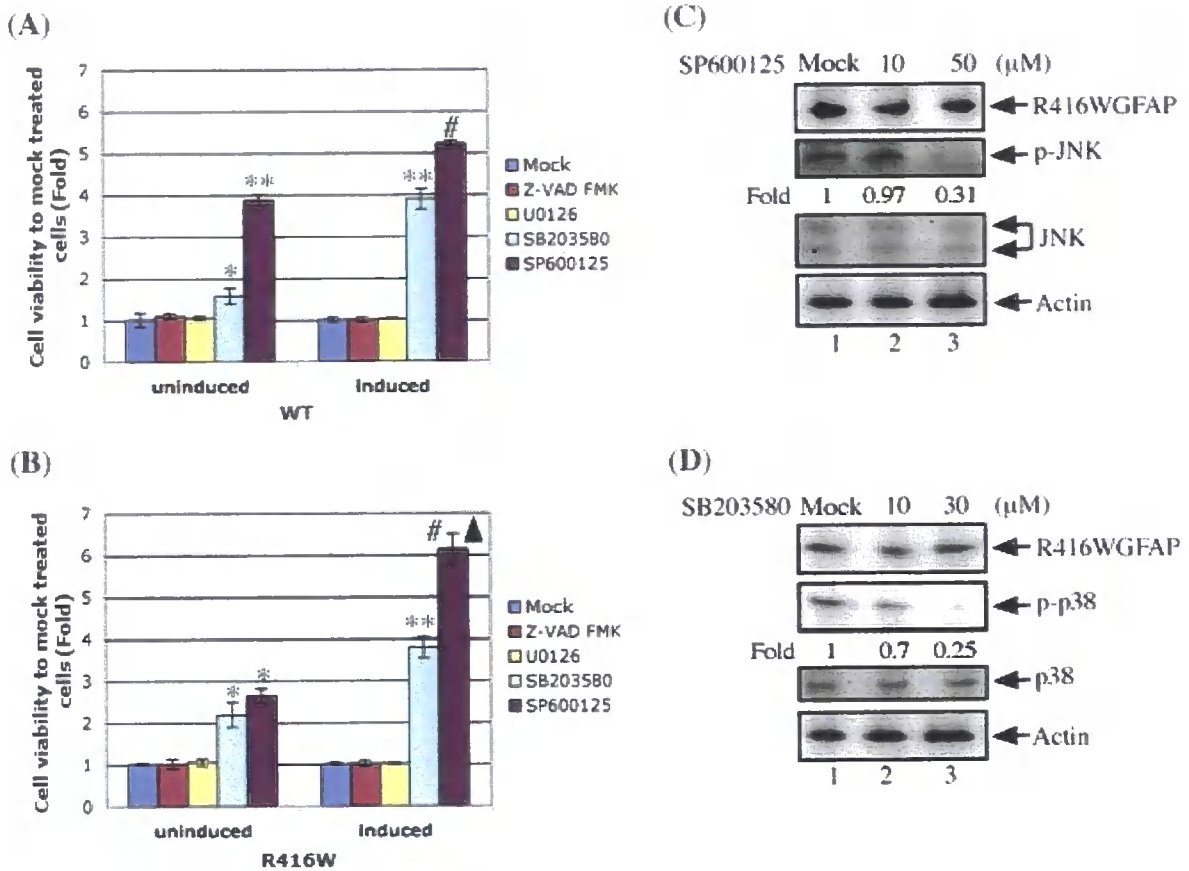 (A)
Cell viability to mock treated
cells (Fold)
7
6
5
4
3
2
1
0
*
**
**
#
uninduced
induced
WT
Mock
Z-VAD FMK
U0126
SB203580
SP600125
(B)
Cell viability to mock treated
cells (Fold)
7
6
5
4
3
2
1
0
*
*
**
#
uninduced
induced
R416W
Mock
Z-VAD FMK
U0126
SB203580
SP600125
(C)
SP600125 Mock 10 50 (μM)
R416WGFAP
p-JNK
Fold 1 0.97 0.31
JNK
Actin
1 2 3
(D)
SB203580 Mock 10 30 (μM)
R416WGFAP
p-p38
Fold 1 0.7 0.25
p38
Actin
1 2 3